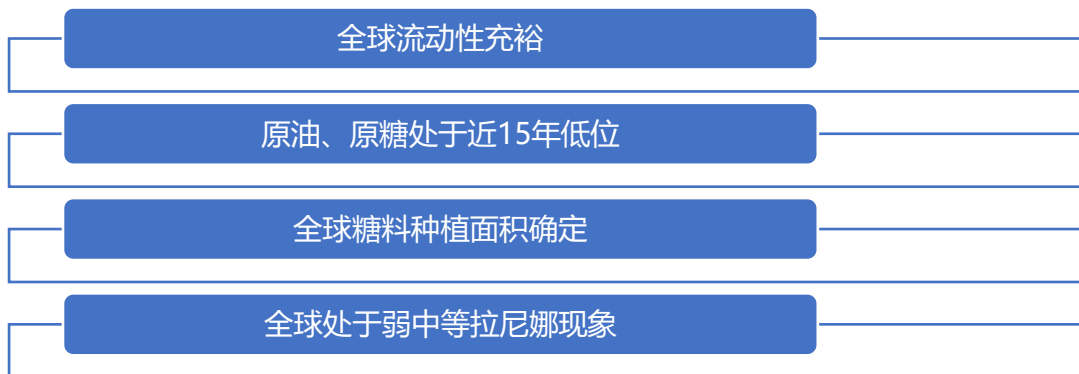 全球流动性充裕
原油、原糖处于近15年低位
全球糖料种植面积确定
全球处于弱中等拉尼娜现象